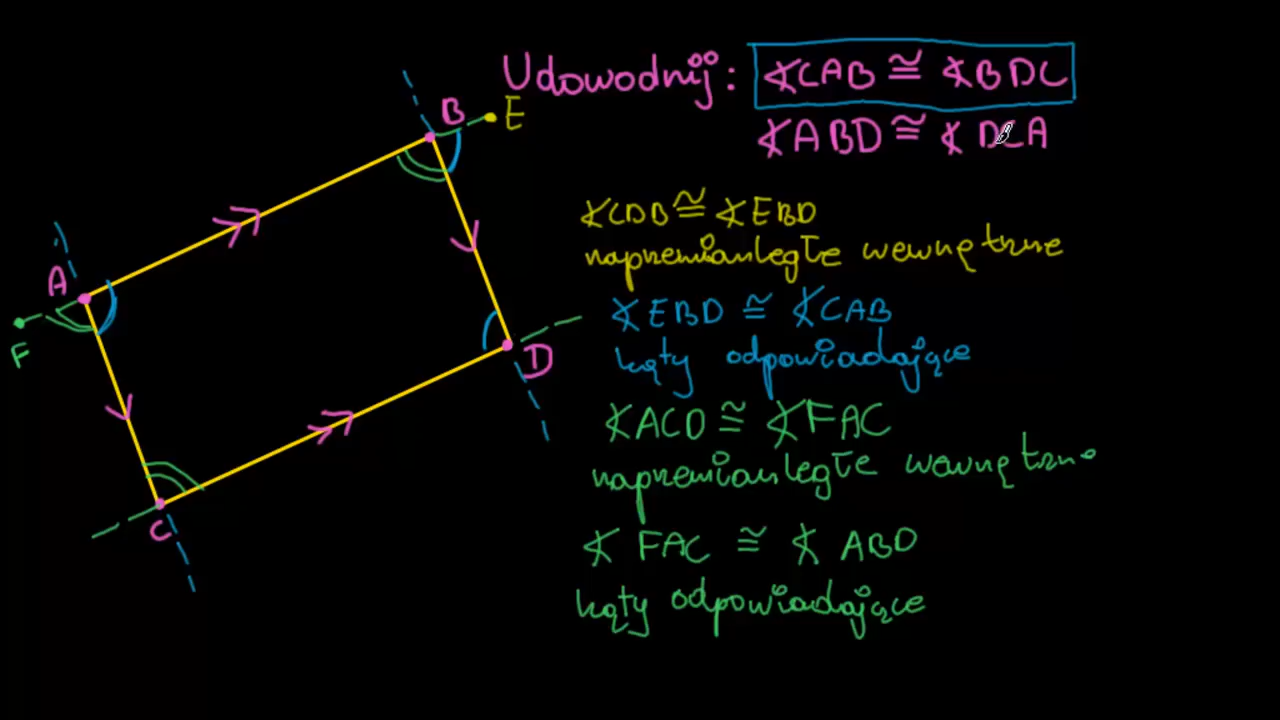 Udowodnij: ∢CAB ≅ ∢BDC
∢ABD ≅ ∢DCA
∢CDB ≅ ∢EBD
naprzemianległe wewnętrzne
∢EBD ≅ ∢CAB
kąty odpowiadające
∢ACD ≅ ∢FAC
naprzemianległe wewnętrzne
∢FAC ≅ ∢ABD
kąty odpowiadające
B
E
A
F
D
C